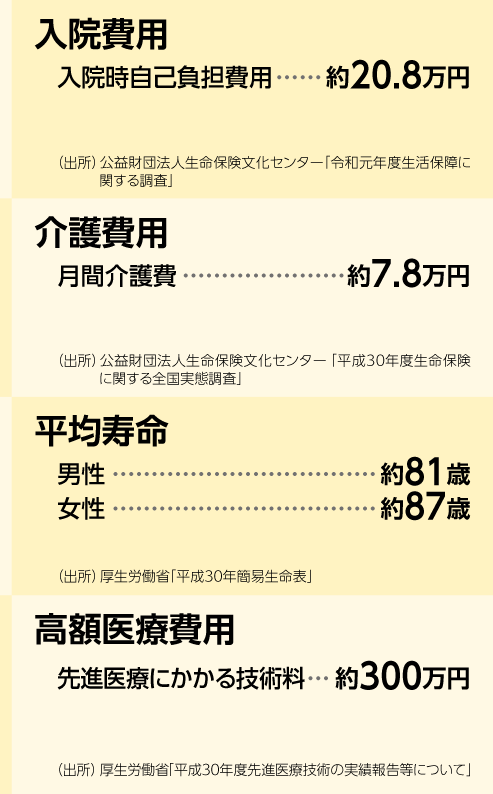 入院費用
入院時自己負担費用……約20.8万円
（出所）公益財団法人生命保険文化センター「令和元年度生活保障に
関する調査」
介護費用
月間介護費…………………約7.8万円
（出所）公益財団法人生命保険文化センター「平成30年度生命保険
に関する全国実態調査」
平均寿命
男性……………………………約81歳
女性……………………………約87歳
（出所）厚生労働省「平成30年簡易生命表」
高額医療費用
先進医療にかかる技術料…約300万円
（出所）厚生労働省「平成30年度先進医療技術の実績報告等について」